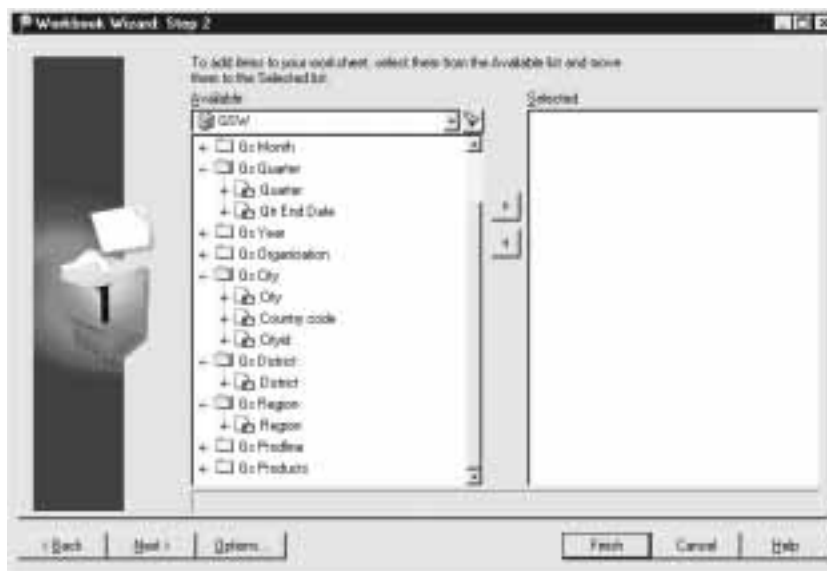 Workbook Wizard: Step 2
To add items to your worksheet, select them from the Available list and move
them to the Selected list.
Available
Selected
GSW
Gs Month
Gs Quarter
Quarter
Qtr End Date
Gs Year
Gs Organisation
Gs City
City
Country code
Cityid
Gs District
District
Gs Region
Region
Gs Prodline
Gs Products
< Back
Next >
Options...
Finish
Cancel
Help